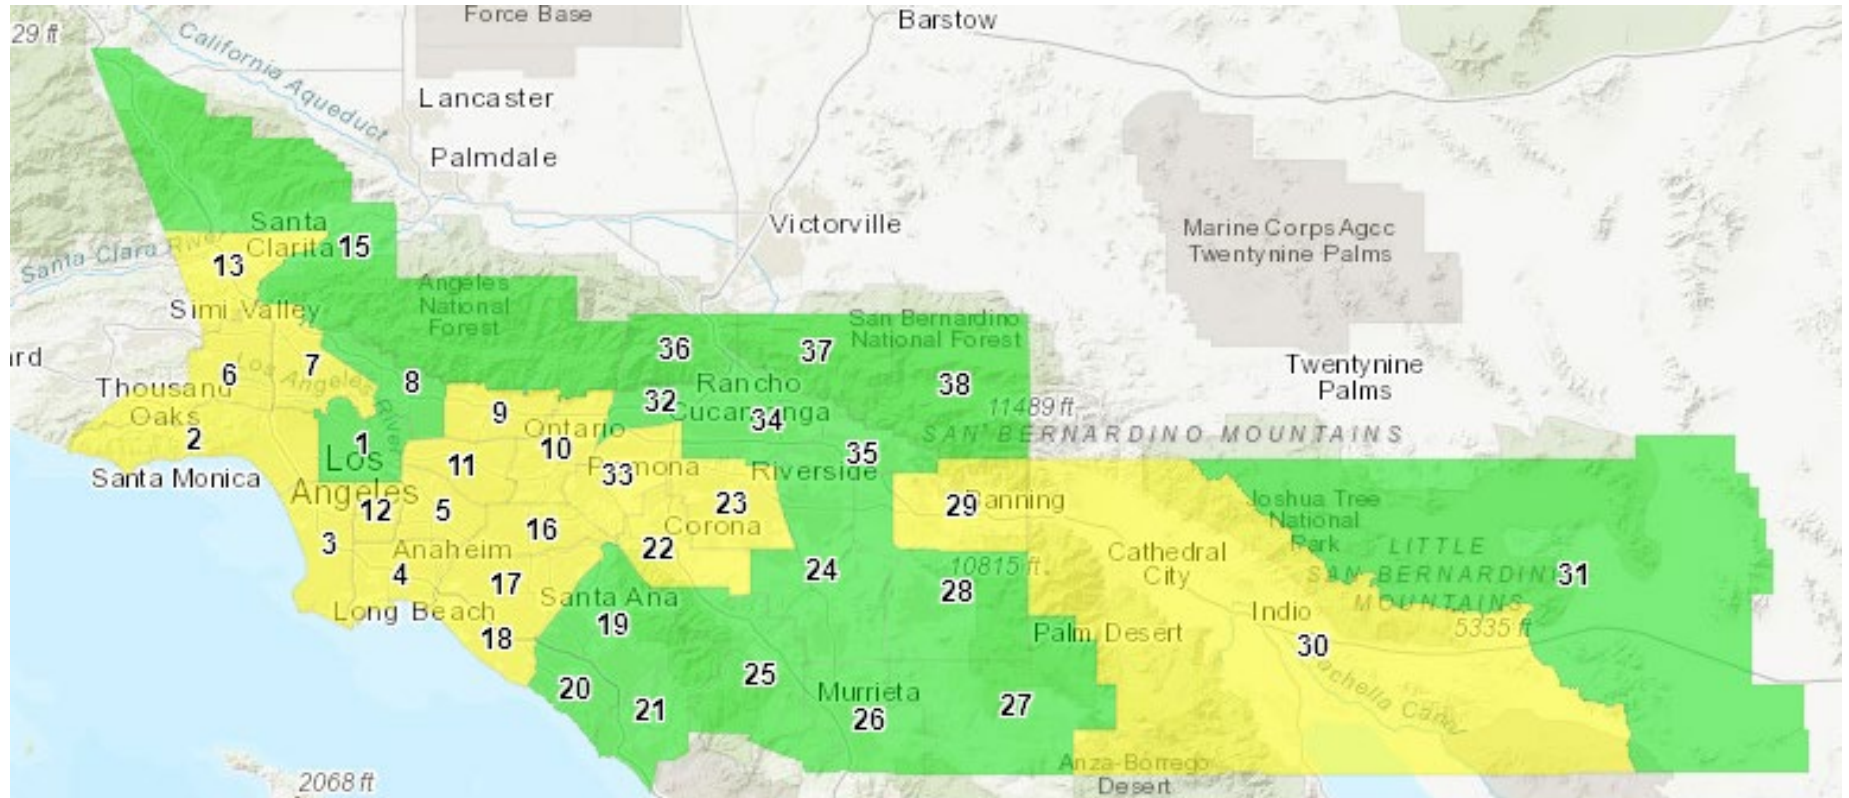 29 ft
Force Base
Barstow
California Aqueduct
Lancaster
Palmdale
Santa
Clarita
15
Victorville
Marine Corps Agcc
Twentynine Palms
Santa Clara River
13
Simi Valley
Angeles
National
Forest
San Bernardino
National Forest
36
37
7
6
Los Angeles
River
8
Thousand
Oaks
2
Rancho
Cucamonga
32
34
38
Twentynine
Palms
11489 ft
SAN BERNARDINO MOUNTAINS
9
Ontario
10
1
Los
Angeles
11
Pomona
33
Riverside
35
Santa Monica
12
5
23
Corona
29
Banning
Joshua Tree
National
Park
3
Anaheim
16
22
4
17
Long Beach
18
Santa Ana
19
24
10815 ft
28
Cathedral
City
LITTLE
SAN BERNARDINO
MOUNTAINS
31
5335 ft
Indio
30
Palm Desert
20
21
25
Murrieta
26
27
Coachella Canal
Anza-Borrego
Desert
2068 ft